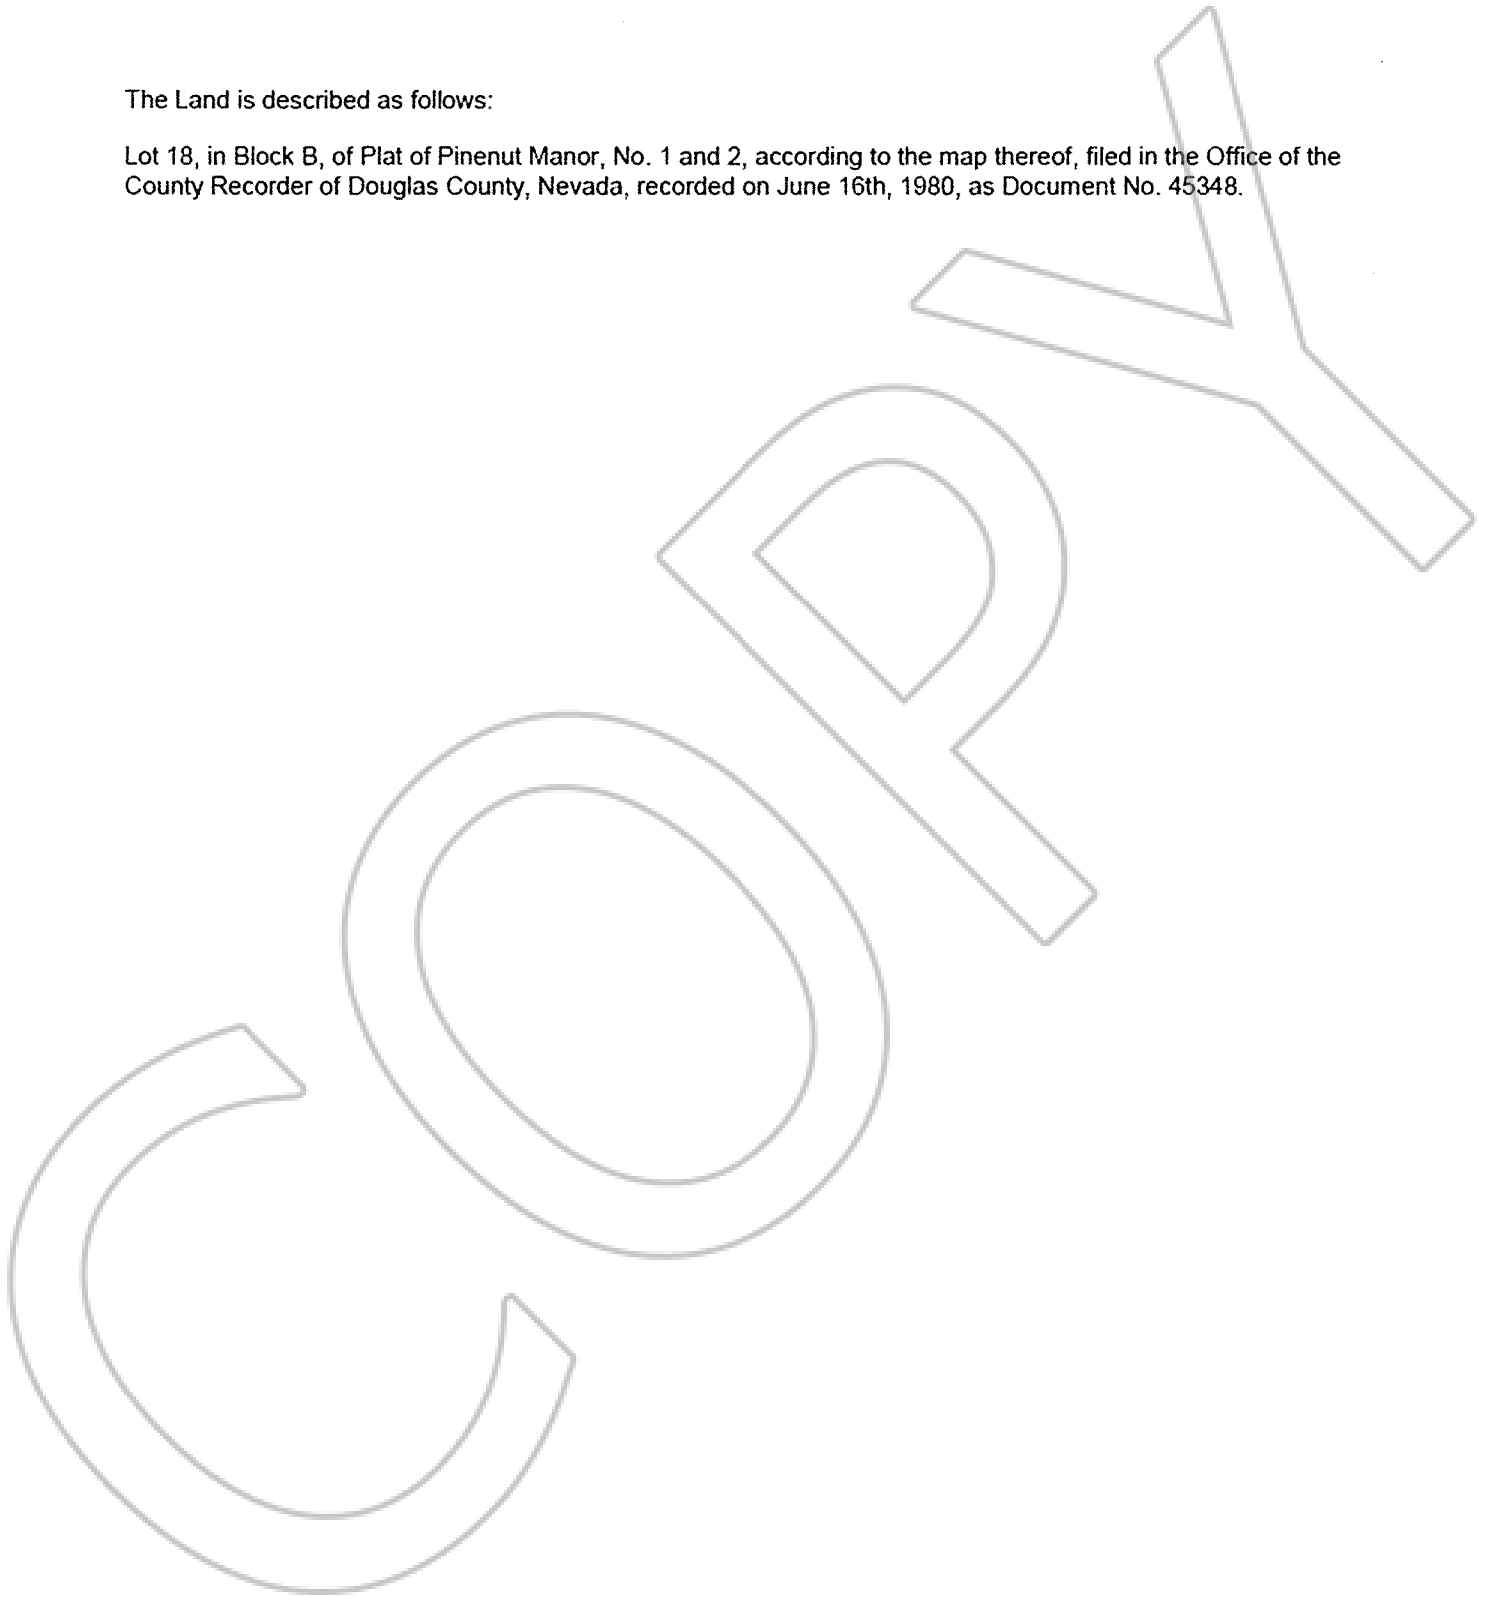 The Land is described as follows:
Lot 18, in Block B, of Plat of Pinenut Manor, No. 1 and 2, according to the map thereof, filed in the Office of the
County Recorder of Douglas County, Nevada, recorded on June 16th, 1980, as Document No. 45348.
COPY